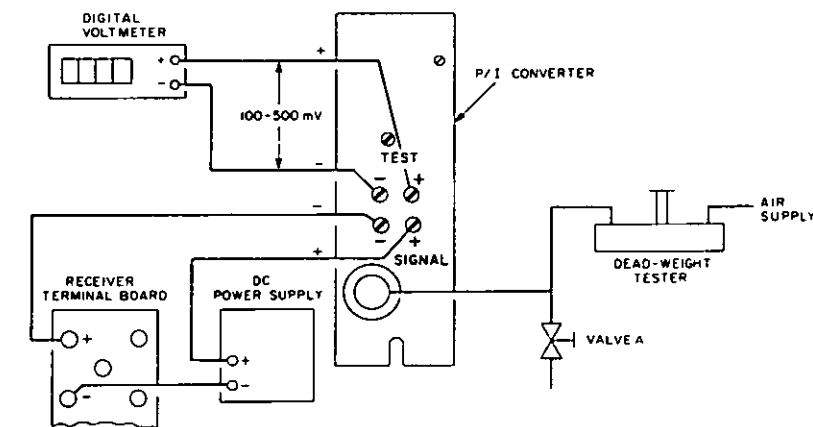 DIGITAL
VOLTMETER
+
-
+
100-500 mV
-
P/I CONVERTER
TEST
- +
- +
SIGNAL
-
+
AIR
SUPPLY
DEAD-WEIGHT
TESTER
VALVE A
RECEIVER
TERMINAL BOARD
+
-
DC
POWER SUPPLY
+
-